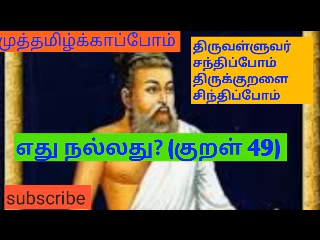 முத்தமிழ்க்காப்போம்
திருவள்ளுவர்
சந்திப்போம்
திருக்குறளை
சிந்திப்போம்
எது நல்லது? (குறள் 49)
subscribe